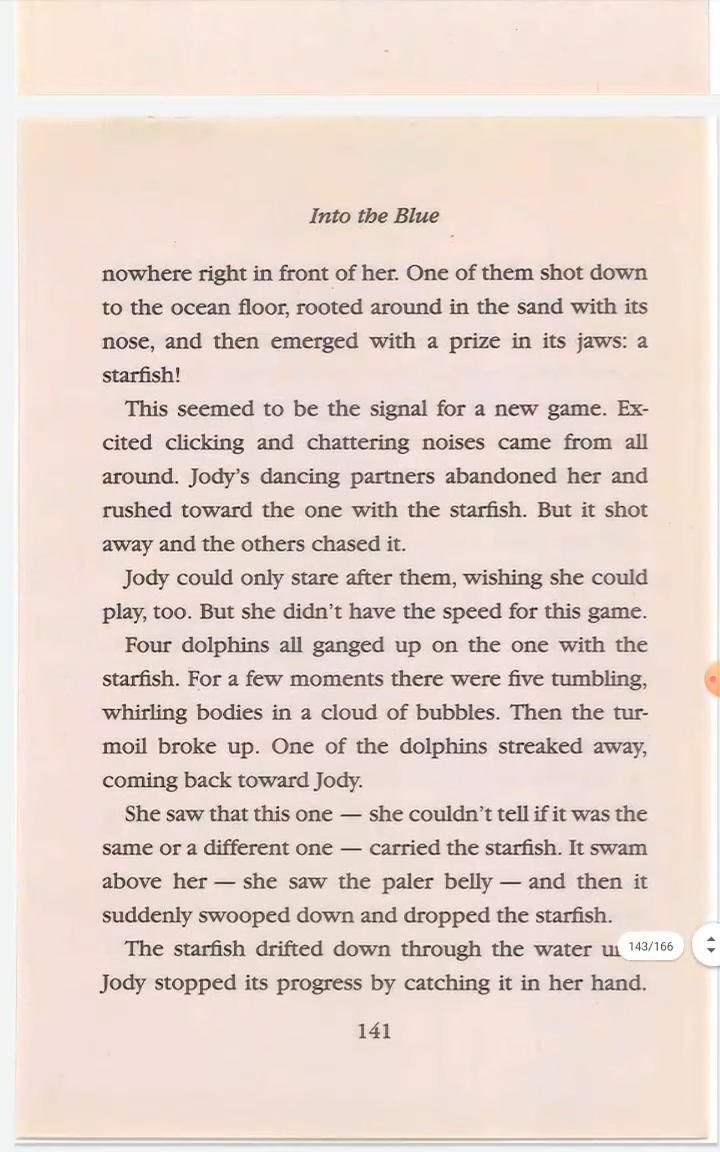 Into the Blue
nowhere right in front of her. One of them shot down
to the ocean floor, rooted around in the sand with its
nose, and then emerged with a prize in its jaws: a
starfish!
This seemed to be the signal for a new game. Ex-
cited clicking and chattering noises came from all
around. Jody's dancing partners abandoned her and
rushed toward the one with the starfish. But it shot
away and the others chased it.
Jody could only stare after them, wishing she could
play, too. But she didn't have the speed for this game.
Four dolphins all ganged up on the one with the
starfish. For a few moments there were five tumbling,
whirling bodies in a cloud of bubbles. Then the tur-
moil broke up. One of the dolphins streaked away,
coming back toward Jody.
She saw that this one — she couldn't tell if it was the
same or a different one — carried the starfish. It swam
above her — she saw the paler belly — and then it
suddenly swooped down and dropped the starfish.
The starfish drifted down through the water
143/166
Jody stopped its progress by catching it in her hand.
141